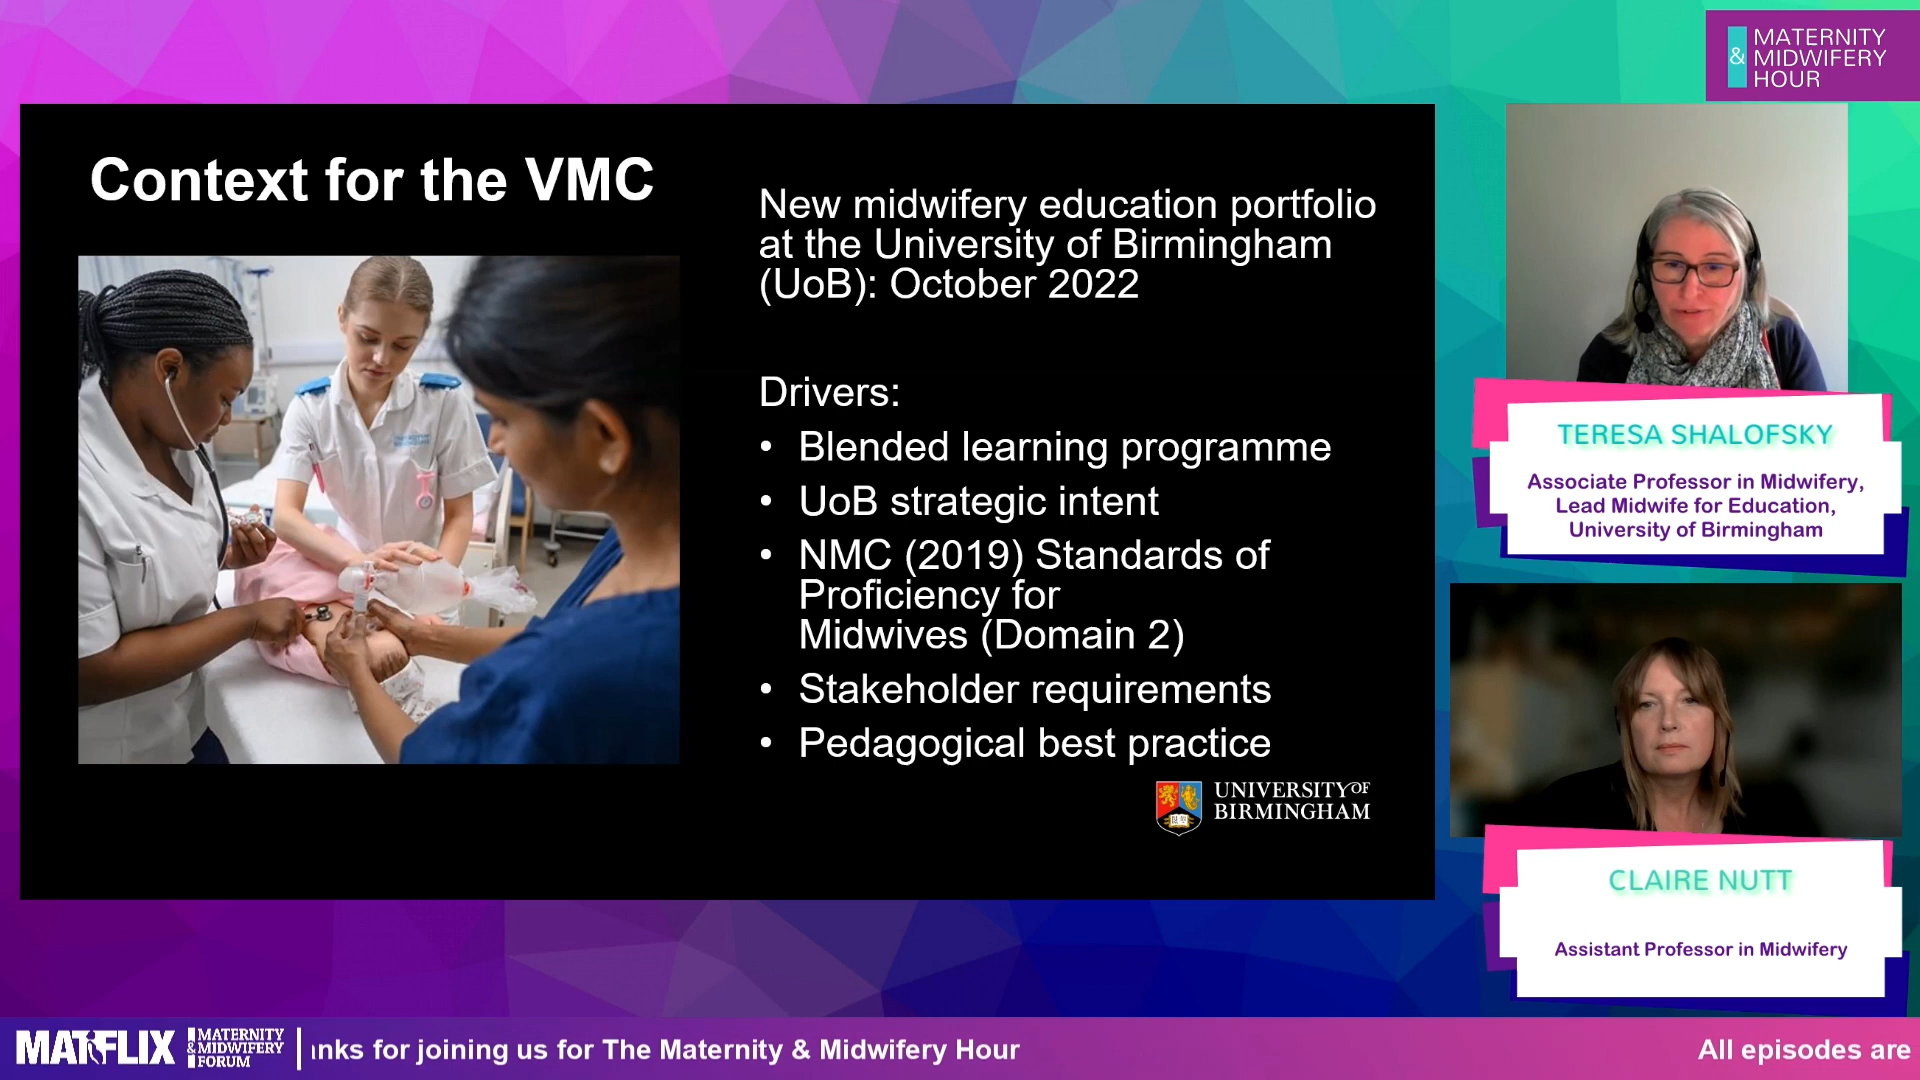 MATERNITY
& MIDWIFERY
HOUR
Context for the VMC
New midwifery education portfolio
at the University of Birmingham
(UoB): October 2022
Drivers:
• Blended learning programme
• UoB strategic intent
• NMC (2019) Standards of
Proficiency for
Midwives (Domain 2)
• Stakeholder requirements
• Pedagogical best practice
UNIVERSITY OF
BIRMINGHAM
TERESA SHALOFSKY
Associate Professor in Midwifery,
Lead Midwife for Education,
University of Birmingham
CLAIRE NUTT
Assistant Professor in Midwifery
MATFLIX
MATERNITY
& MIDWIFERY
FORUM
anks for joining us for The Maternity & Midwifery Hour
All episodes are